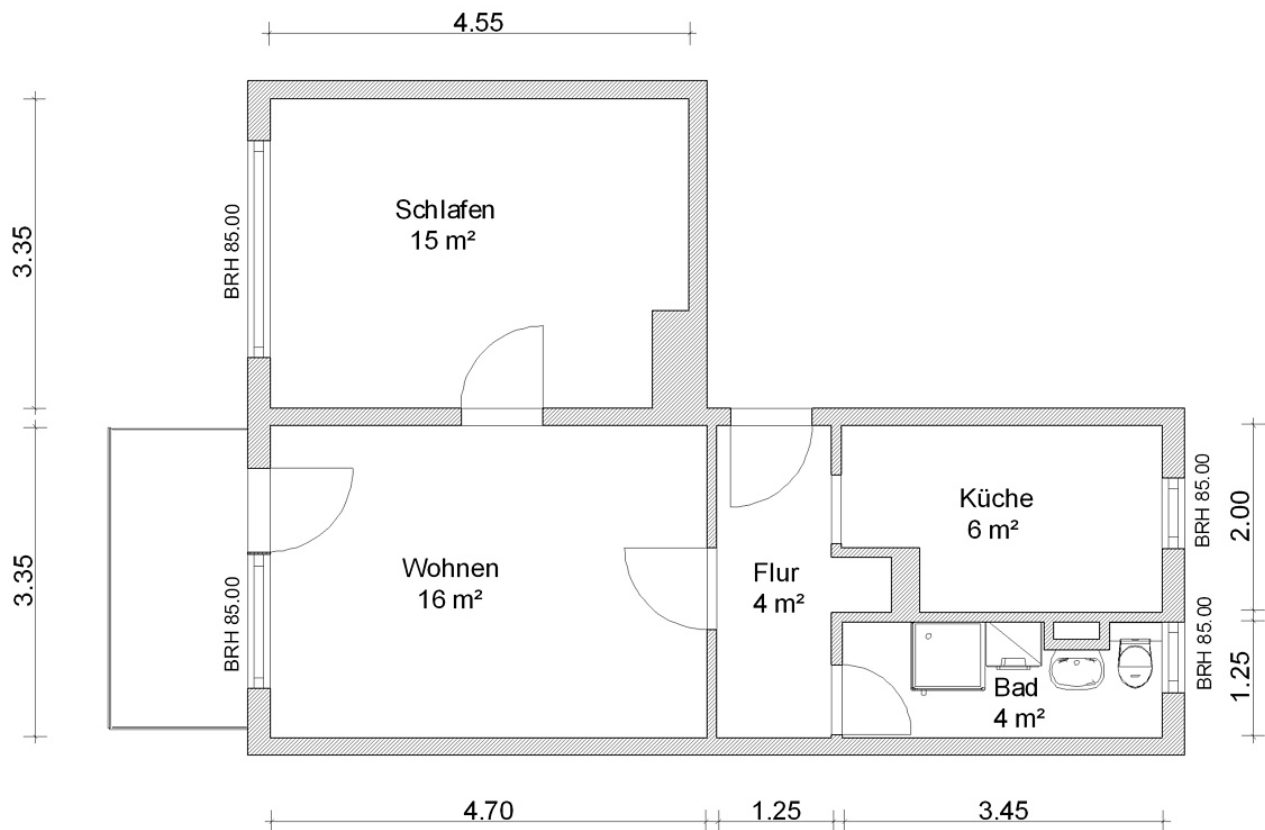 4.55
3.35
BRH 85.00
Schlafen
15 m²
3.35
BRH 85.00
Wohnen
16 m²
Flur
4 m²
Küche
6 m²
BRH 85.00
2.00
Bad
4 m²
BRH 85.00
1.25
4.70
1.25
3.45